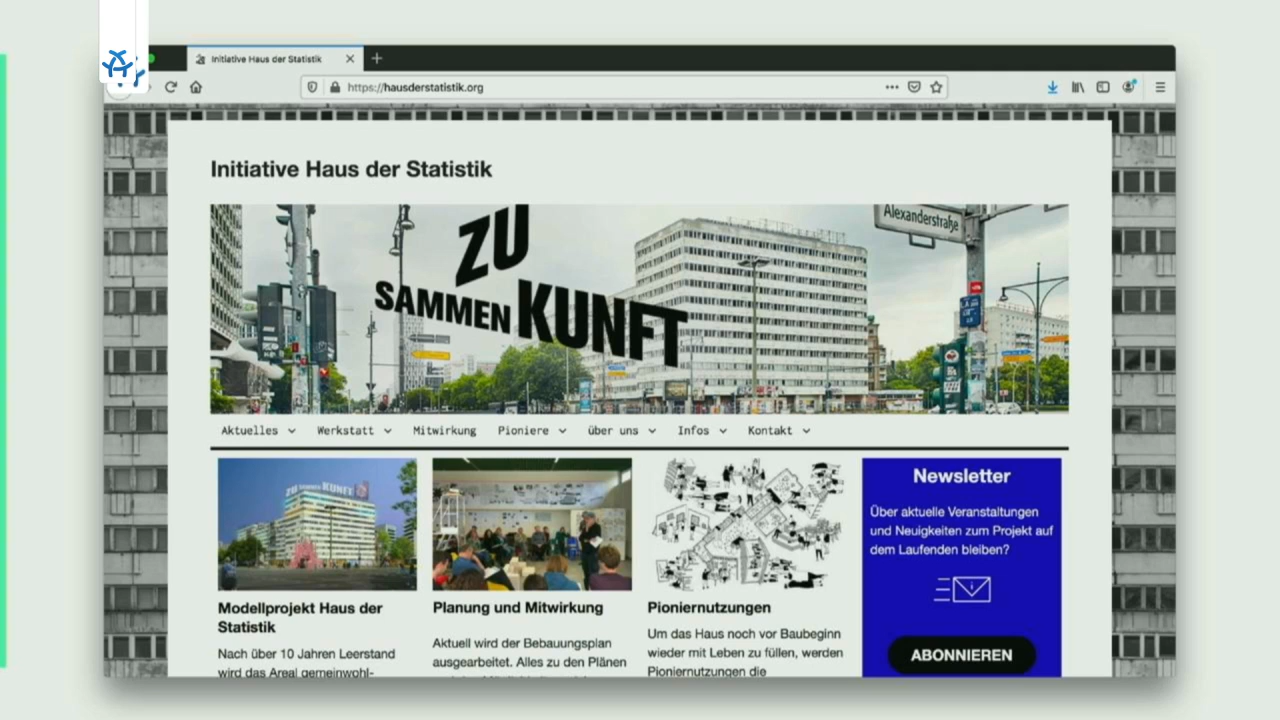 Initiative Haus der Statistik
https://hausderstatistik.org
Initiative Haus der Statistik
ZU
SAMMEN KUNFT
Alexanderstraße
Aktuelles
Werkstatt
Mitwirkung
Pioniere
über uns
Infos
Kontakt
ZU SAMMEN KUNFT
Modellprojekt Haus der
Statistik
Nach über 10 Jahren Leerstand
wird das Areal gemeinwohl-
Planung und Mitwirkung
Aktuell wird der Bebauungsplan
ausgearbeitet. Alles zu den Plänen
Pioniernutzungen
Um das Haus noch vor Baubeginn
wieder mit Leben zu füllen, werden
Pioniernutzungen die
Newsletter
Über aktuelle Veranstaltungen
und Neuigkeiten zum Projekt auf
dem Laufenden bleiben?
ABONNIEREN